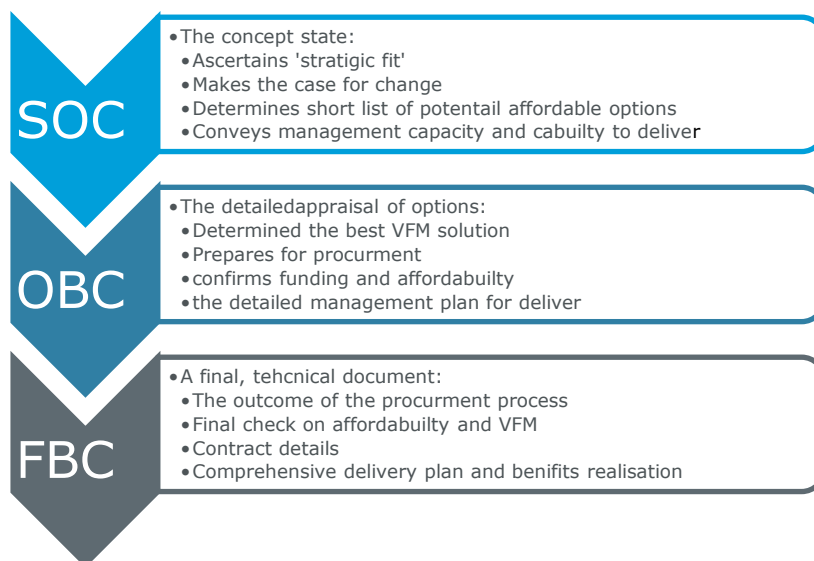 SOC
•The concept state:
•Ascertains 'stratigic fit'
•Makes the case for change
•Determines short list of potentail affordable options
•Conveys management capacity and cabuilty to deliver
OBC
•The detailedappraisal of options:
•Determined the best VFM solution
•Prepares for procurment
•confirms funding and affordabuilty
•the detailed management plan for deliver
FBC
•A final, tehcnical document:
•The outcome of the procurment process
•Final check on affordabuilty and VFM
•Contract details
•Comprehensive delivery plan and benifits realisation